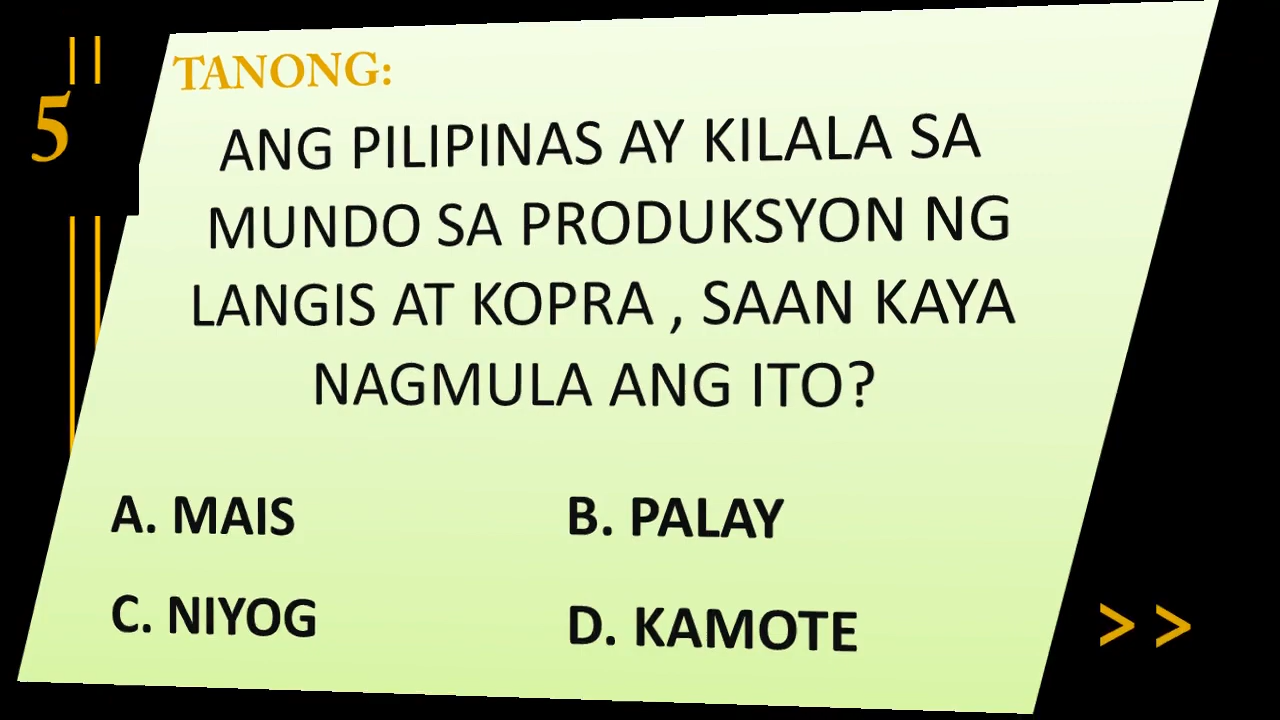 5
TANONG:
ANG PILIPINAS AY KILALA SA
MUNDO SA PRODUKSYON NG
LANGIS AT KOPRA , SAAN KAYA
NAGMULA ANG ITO?
A. MAIS
B. PALAY
C. NIYOG
D. KAMOTE
>>